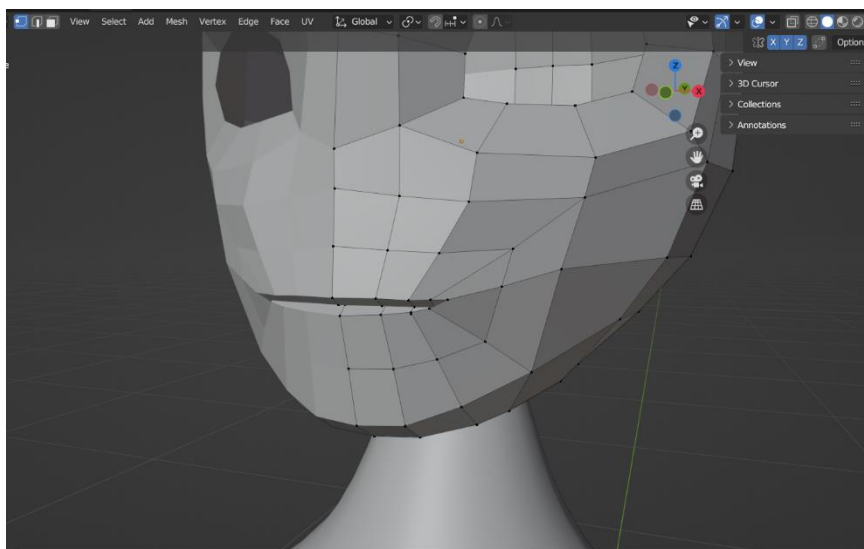 View Select Add Mesh Vertex Edge Face UV Global
X Y Z Option
View
3D Cursor
Collections
Annotations
Z
Y
X